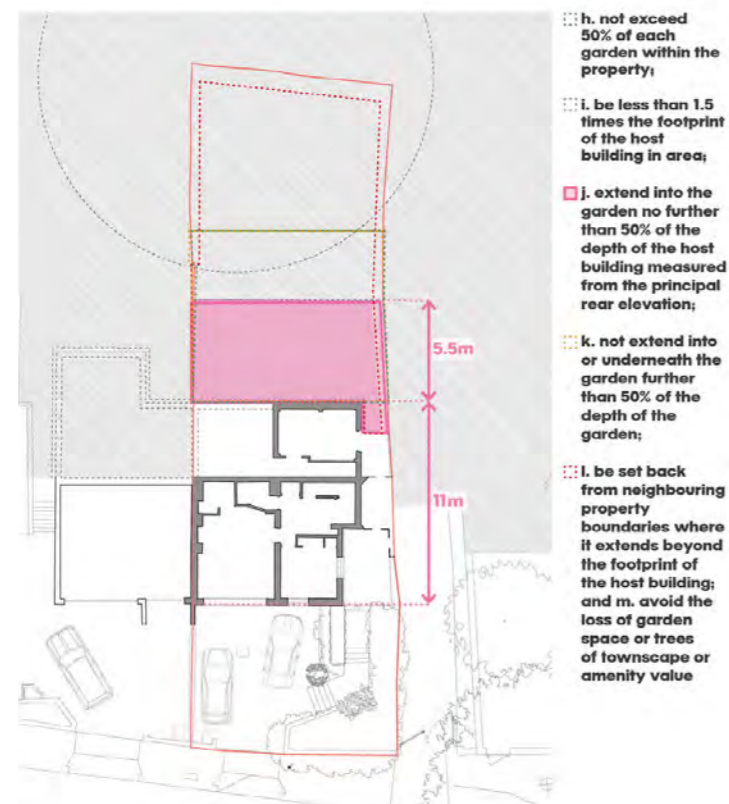 h. not exceed
50% of each
garden within the
property;
i. be less than 1.5
times the footprint
of the host
building in area;
j. extend into the
garden no further
than 50% of the
depth of the host
building measured
from the principal
rear elevation;
k. not extend into
or underneath the
garden further
than 50% of the
depth of the
garden;
l. be set back
from neighbouring
property
boundaries where
it extends beyond
the footprint of
the host building;
and m. avoid the
loss of garden
space or trees
of townscape or
amenity value
5.5m
11m